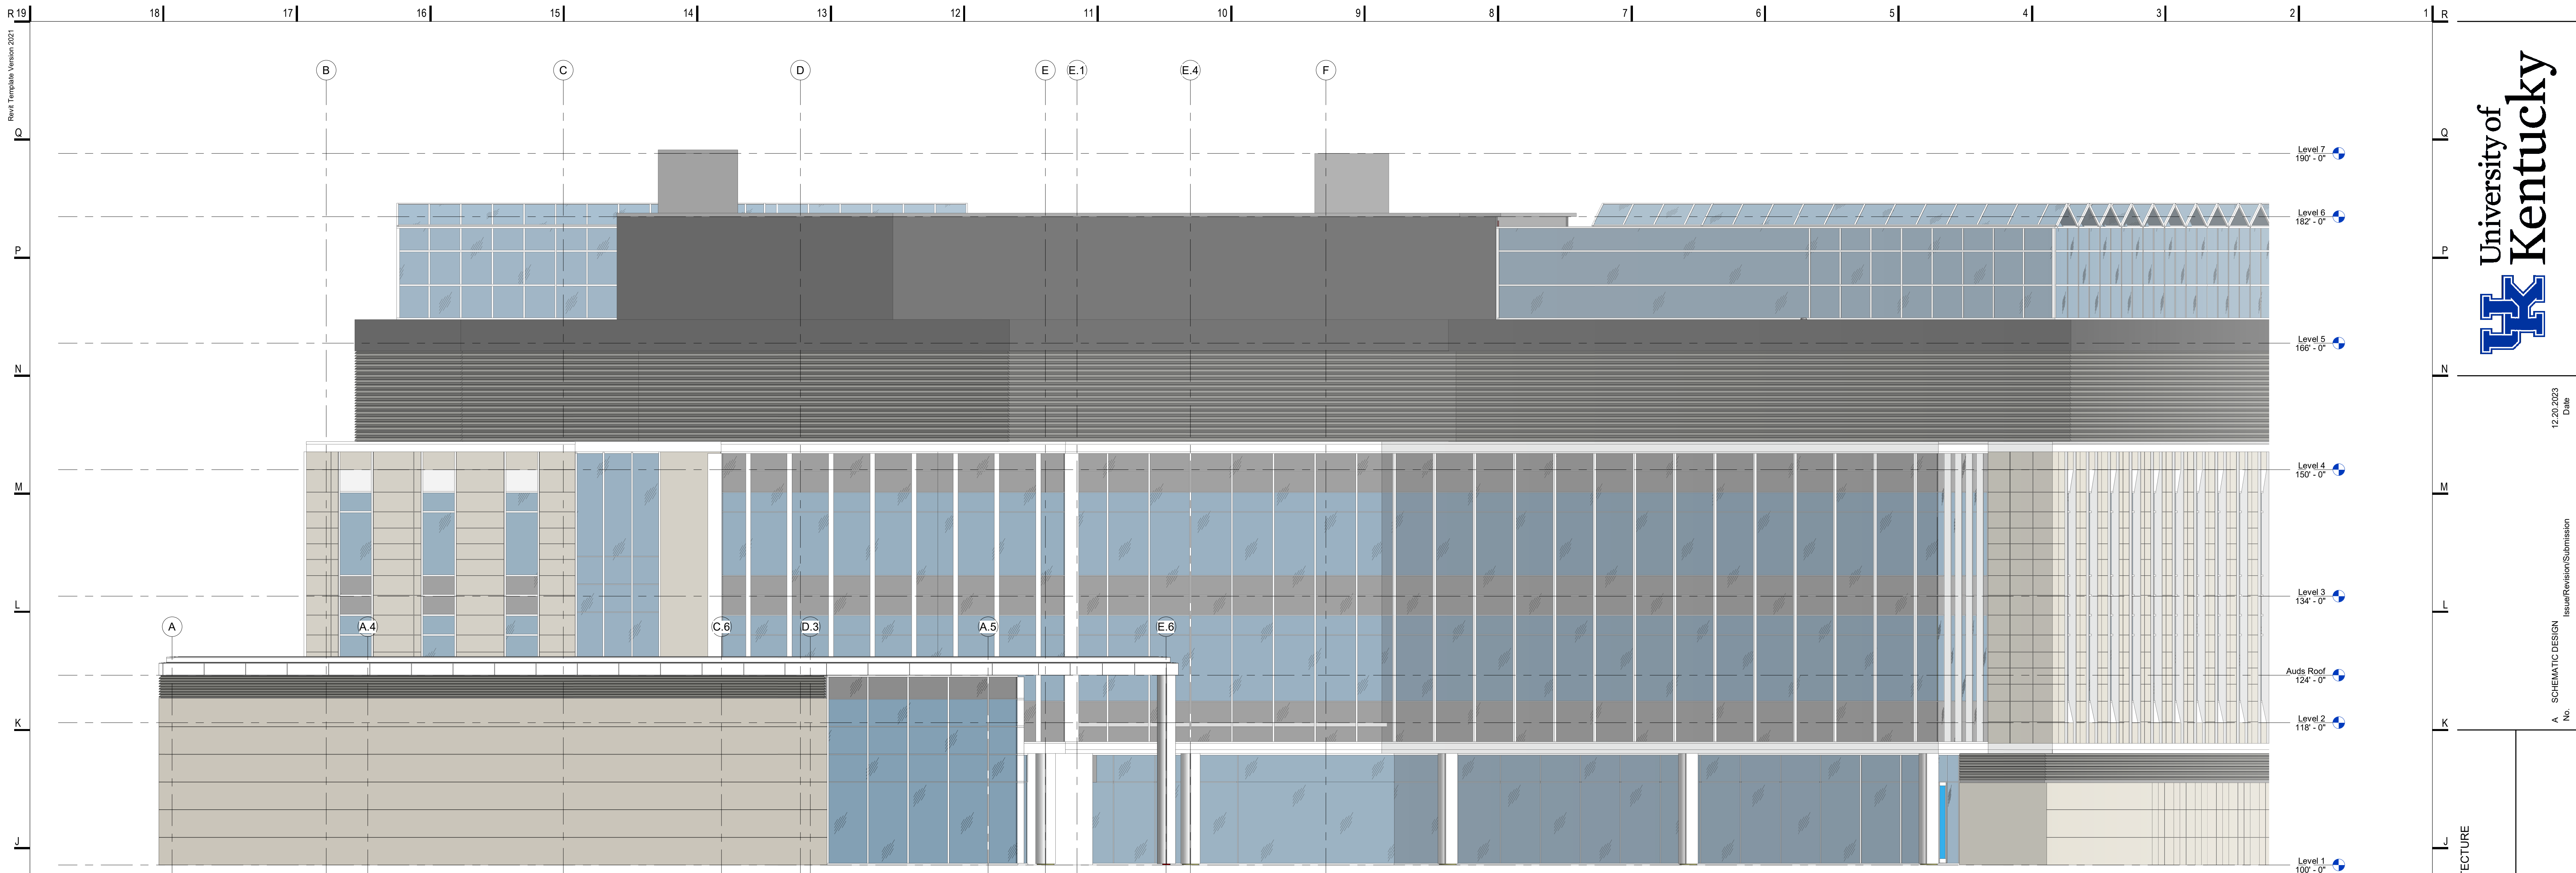 R 19 18 17 16 15 14 13 12 11 10 9 8 7 6 5 4 3 2 1 R
Revit Template Version 2021
B C D E E.1 E.4 F
Q Q
P P
N N
M M
L L
K K
J J
Level 7
190' - 0"
Level 6
182' - 0"
Level 5
166' - 0"
Level 4
150' - 0"
Level 3
134' - 0"
A A.4 C.6 D.3 A.5 E.6
Auds Roof
124' - 0"
Level 2
118' - 0"
Level 1
100' - 0"
University of
Kentucky
UK
12.20.2023
Date
A SCHEMATIC DESIGN
No. Issue/Revision/Submission
TECTURE